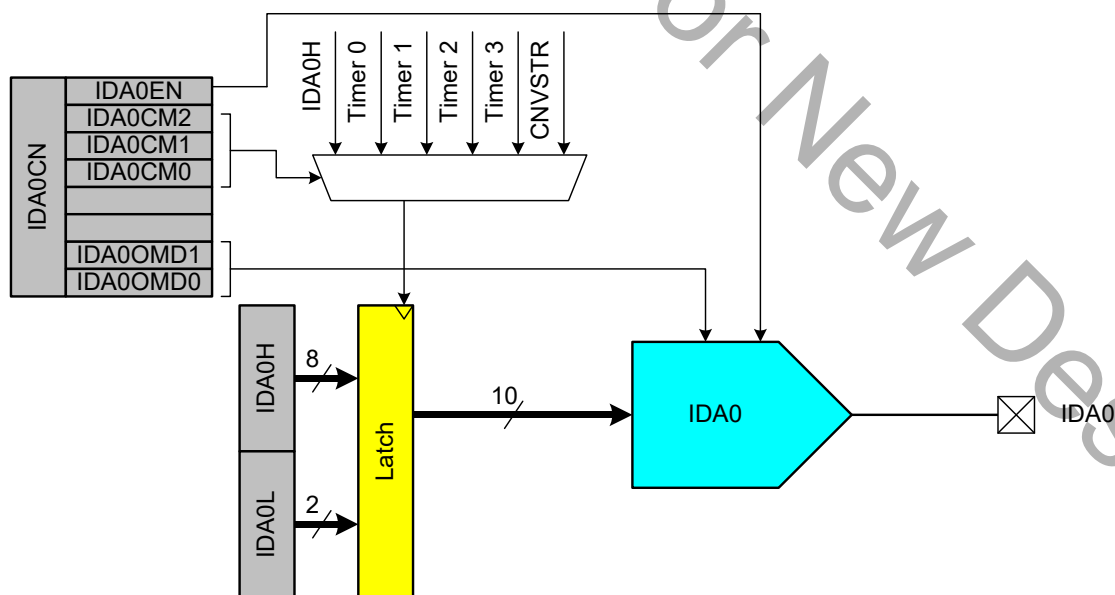 or New Des
IDA0CN
IDA0EN
IDA0CM2
IDA0CM1
IDA0CM0
IDA0OMD1
IDA0OMD0
IDA0H
Timer 0
Timer 1
Timer 2
Timer 3
CNVSTR
IDA0H
8
IDA0L
2
Latch
10
IDA0
IDA0